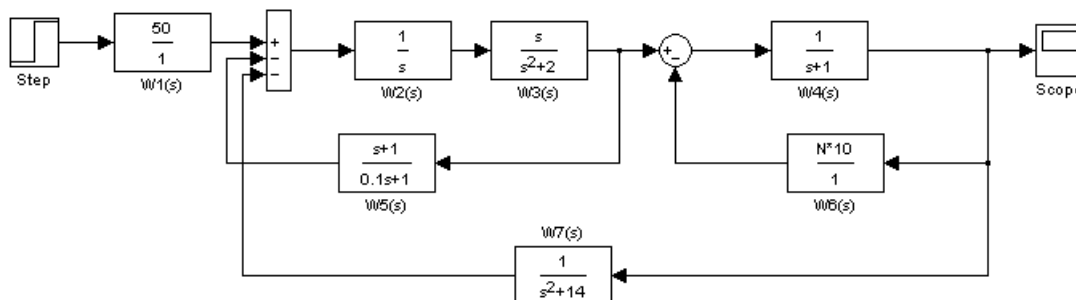 Step
50
1
W1(s)
+
−
−
1
s
W2(s)
s
s²+2
W3(s)
+
−
1
s+1
W4(s)
Scope
s+1
0.1s+1
W5(s)
N*10
1
W6(s)
W7(s)
1
s²+14